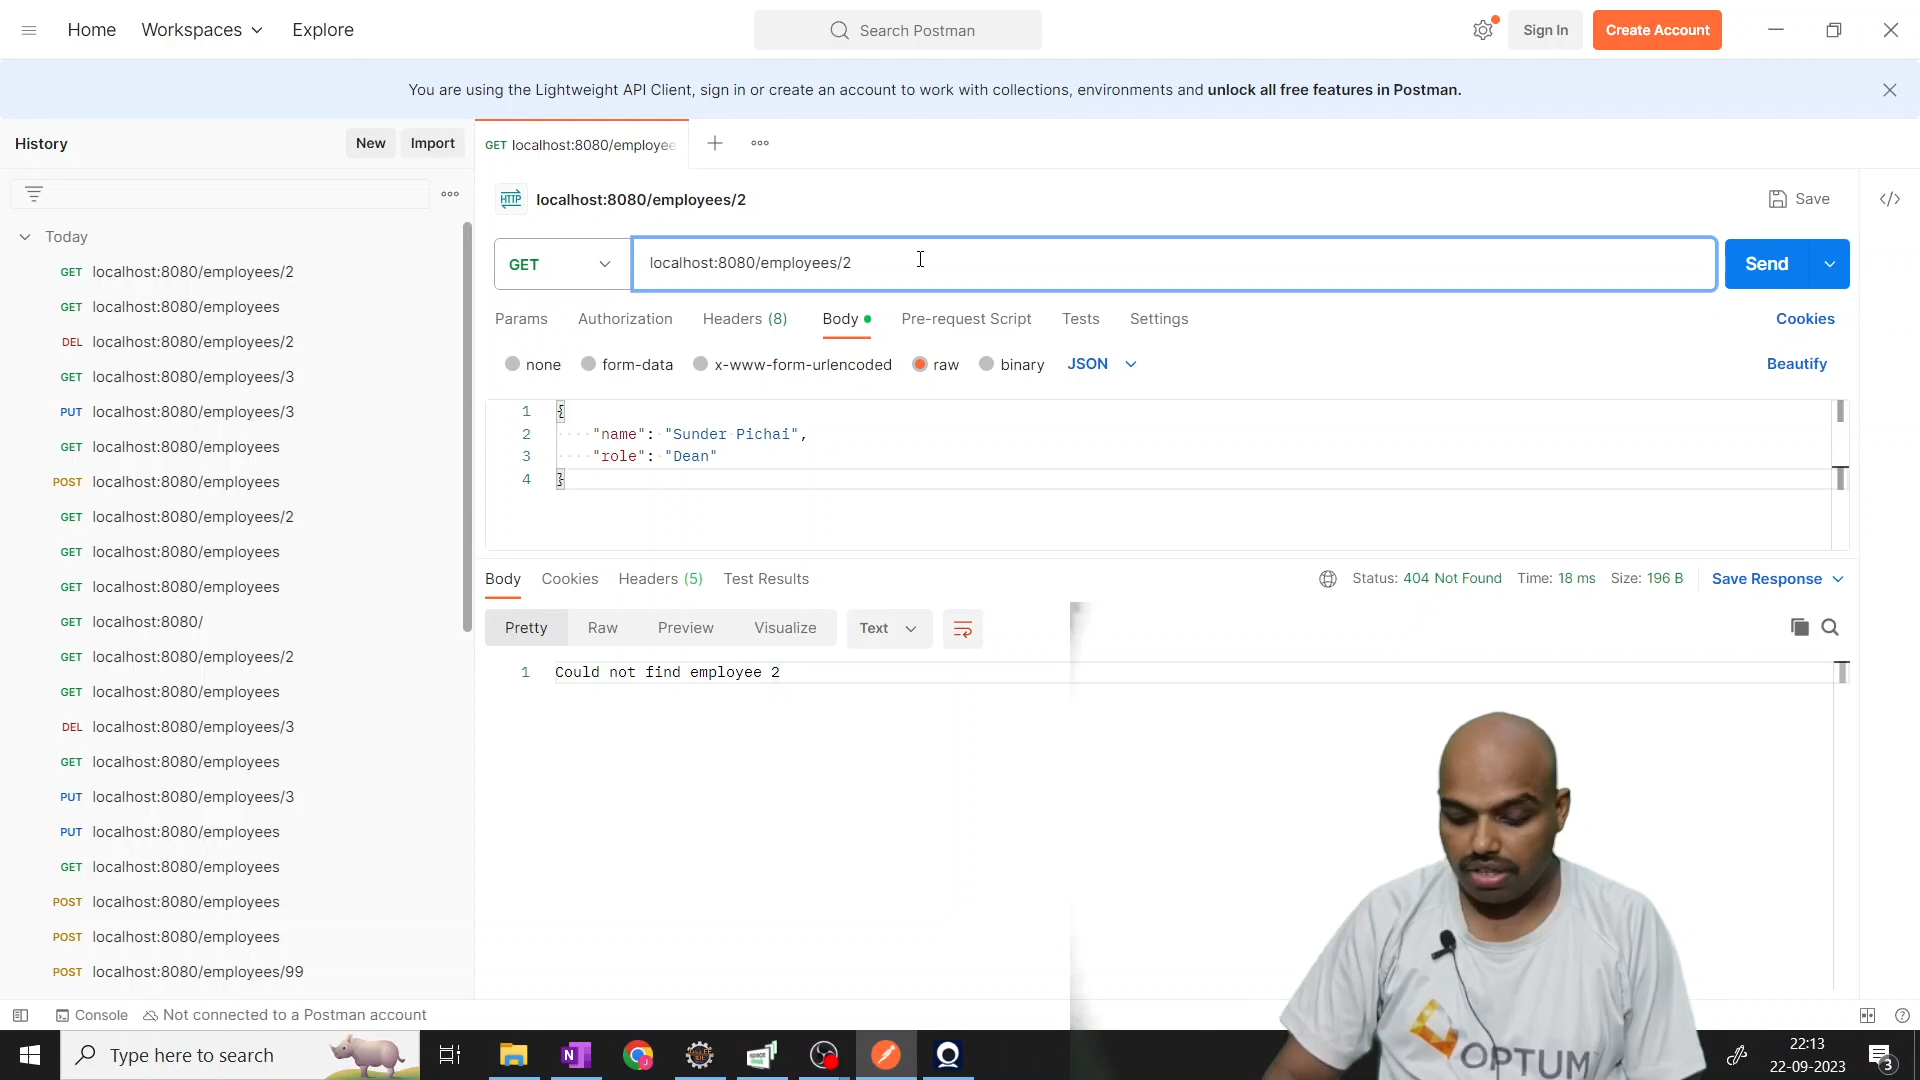 Home
Workspaces
Explore
Search Postman
Sign In
Create Account
You are using the Lightweight API Client, sign in or create an account to work with collections, environments and unlock all free features in Postman.
History
New
Import
GET localhost:8080/employee
HTTP localhost:8080/employees/2
Save
Today
GET localhost:8080/employees/2
GET localhost:8080/employees
DEL localhost:8080/employees/2
GET localhost:8080/employees/3
PUT localhost:8080/employees/3
GET localhost:8080/employees
POST localhost:8080/employees
GET localhost:8080/employees/2
GET localhost:8080/employees
GET localhost:8080/employees
GET localhost:8080/
GET localhost:8080/employees/2
GET localhost:8080/employees
DEL localhost:8080/employees/3
GET localhost:8080/employees
PUT localhost:8080/employees/3
PUT localhost:8080/employees
GET localhost:8080/employees
POST localhost:8080/employees
POST localhost:8080/employees
POST localhost:8080/employees/99
GET
localhost:8080/employees/2
Send
Params
Authorization
Headers (8)
Body
Pre-request Script
Tests
Settings
Cookies
none
form-data
x-www-form-urlencoded
raw
binary
JSON
Beautify
1 {
2 "name": "Sunder Pichai",
3 "role": "Dean"
4 }
Body
Cookies
Headers (5)
Test Results
Status: 404 Not Found
Time: 18 ms
Size: 196 B
Save Response
Pretty
Raw
Preview
Visualize
Text
1 Could not find employee 2
OPTUM
Console
Not connected to a Postman account
Type here to search
22:13
22-09-2023
3